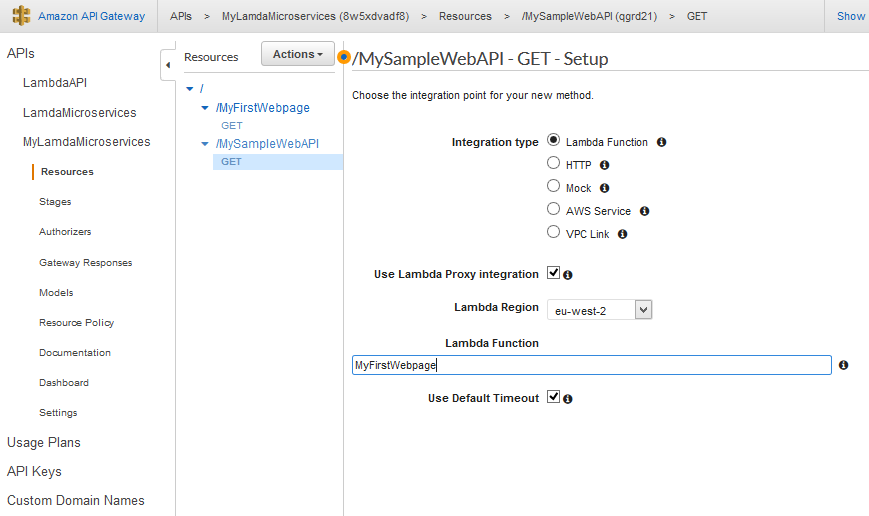 Amazon API Gateway
APIs > MyLamdaMicroservices (8w5xdvadf8) > Resources > /MySampleWebAPI (qgrd21) > GET
Show
APIs
LambdaAPI
LamdaMicroservices
MyLamdaMicroservices
Resources
Stages
Authorizers
Gateway Responses
Models
Resource Policy
Documentation
Dashboard
Settings
Usage Plans
API Keys
Custom Domain Names
Resources
Actions
/
/MyFirstWebpage
GET
/MySampleWebAPI
GET
/MySampleWebAPI - GET - Setup
Choose the integration point for your new method.
Integration type
Lambda Function
HTTP
Mock
AWS Service
VPC Link
Use Lambda Proxy integration
Lambda Region
eu-west-2
Lambda Function
MyFirstWebpage
Use Default Timeout